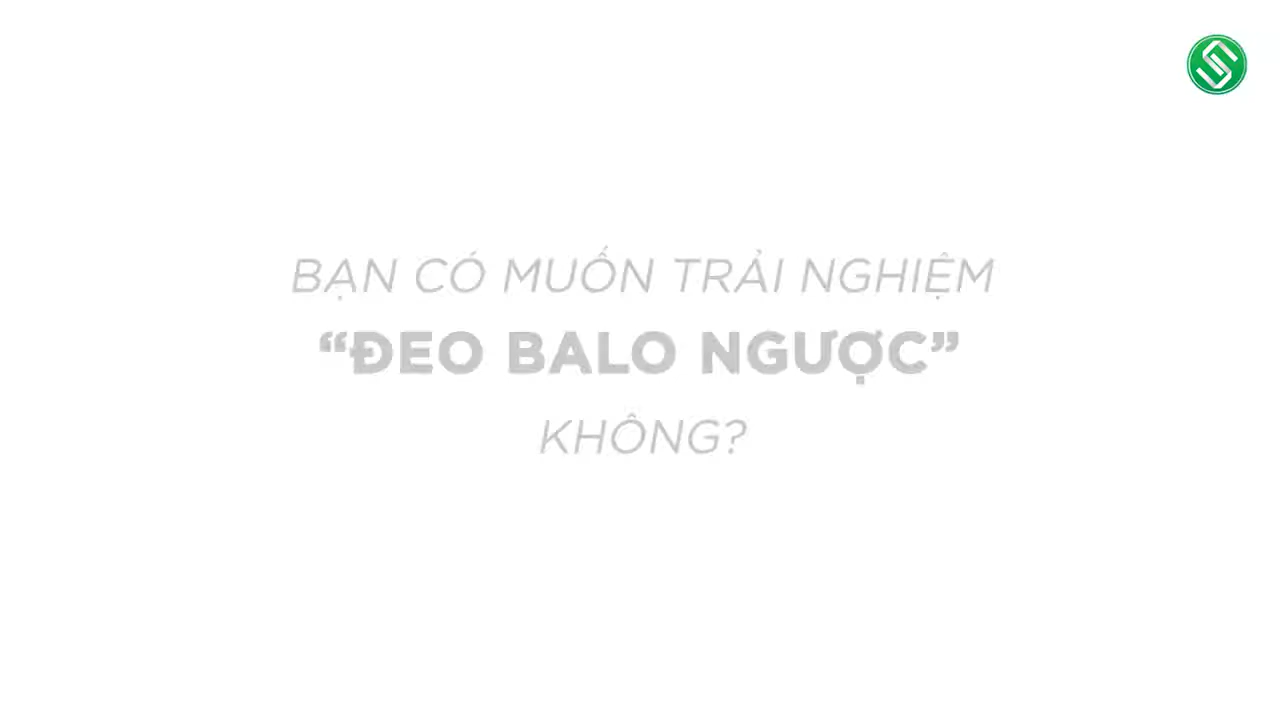 BẠN CÓ MUỐN TRẢI NGHIỆM
“ĐEO BALO NGƯỢC”
KHÔNG?